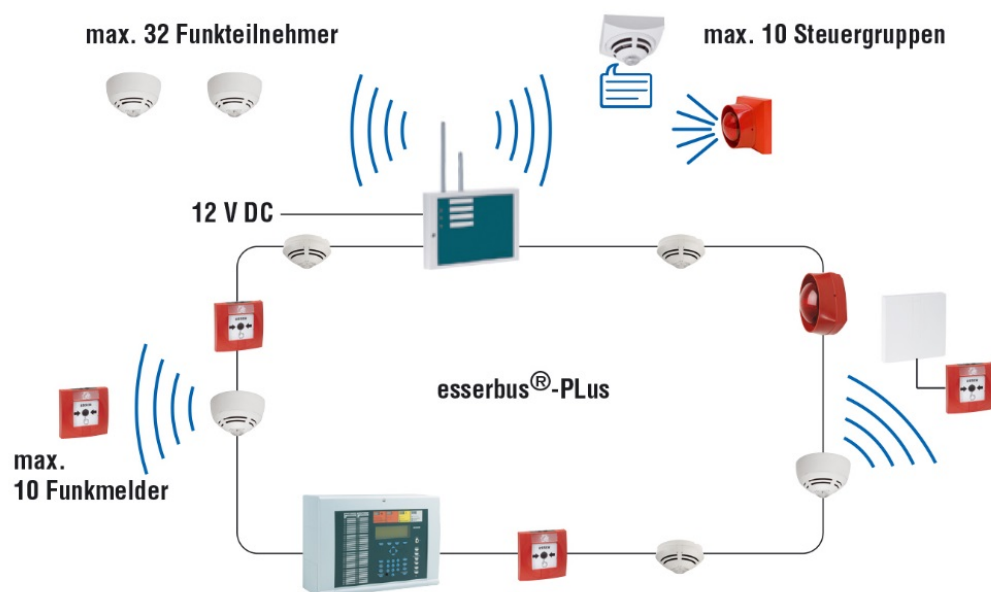 max. 32 Funkteilnehmer
max. 10 Steuergruppen
12 V DC
esserbus®-PLus
max.
10 Funkmelder